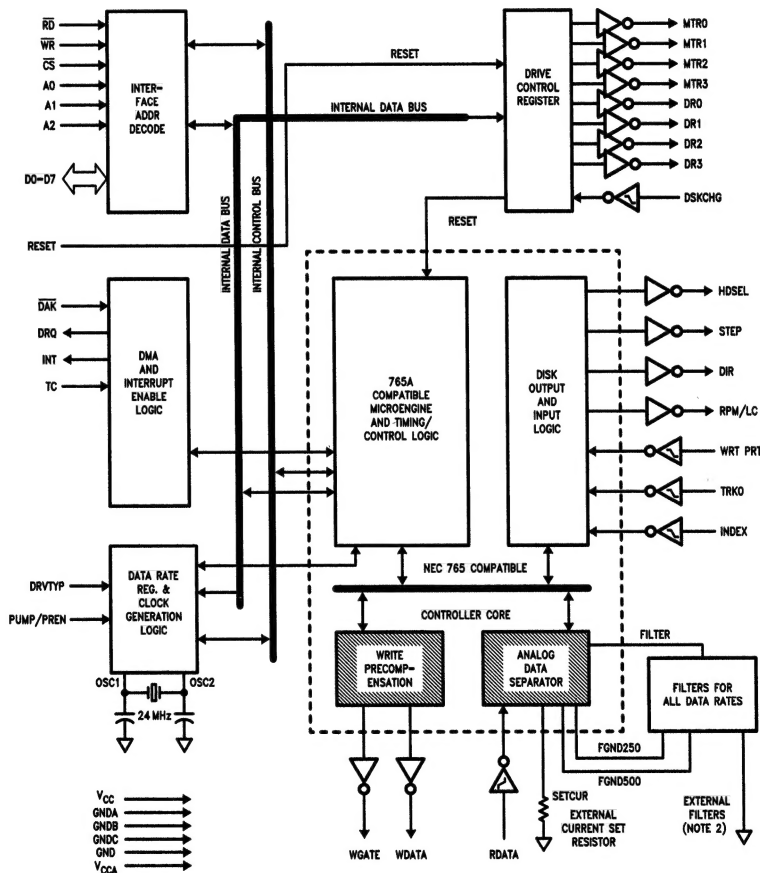 RD
WR
CS
A0
A1
A2
D0–D7
INTER-
FACE
ADDR
DECODE
RESET
INTERNAL DATA BUS
DRIVE
CONTROL
REGISTER
MTR0
MTR1
MTR2
MTR3
DR0
DR1
DR2
DR3
DSKCHG
RESET
RESET
INTERNAL DATA BUS
INTERNAL CONTROL BUS
DAK
DRQ
INT
TC
DMA
AND
INTERRUPT
ENABLE
LOGIC
765A
COMPATIBLE
MICROENGINE
AND TIMING/
CONTROL LOGIC
DISK
OUTPUT
AND
INPUT
LOGIC
HDSEL
STEP
DIR
RPM/LC
WRT PRT
TRK0
INDEX
DRVTYP
PUMP/PREN
DATA RATE
REG. &
CLOCK
GENERATION
LOGIC
OSC1
OSC2
24 MHz
NEC 765 COMPATIBLE
CONTROLLER CORE
WRITE
PRECOMP-
ENSATION
ANALOG
DATA
SEPARATOR
FILTER
FILTERS FOR
ALL DATA RATES
FGND250
FGND500
VCC
GNDA
GNDB
GNDC
GND
VCCA
WGATE
WDATA
RDATA
SETCUR
EXTERNAL
CURRENT SET
RESISTOR
EXTERNAL
FILTERS
(NOTE 2)